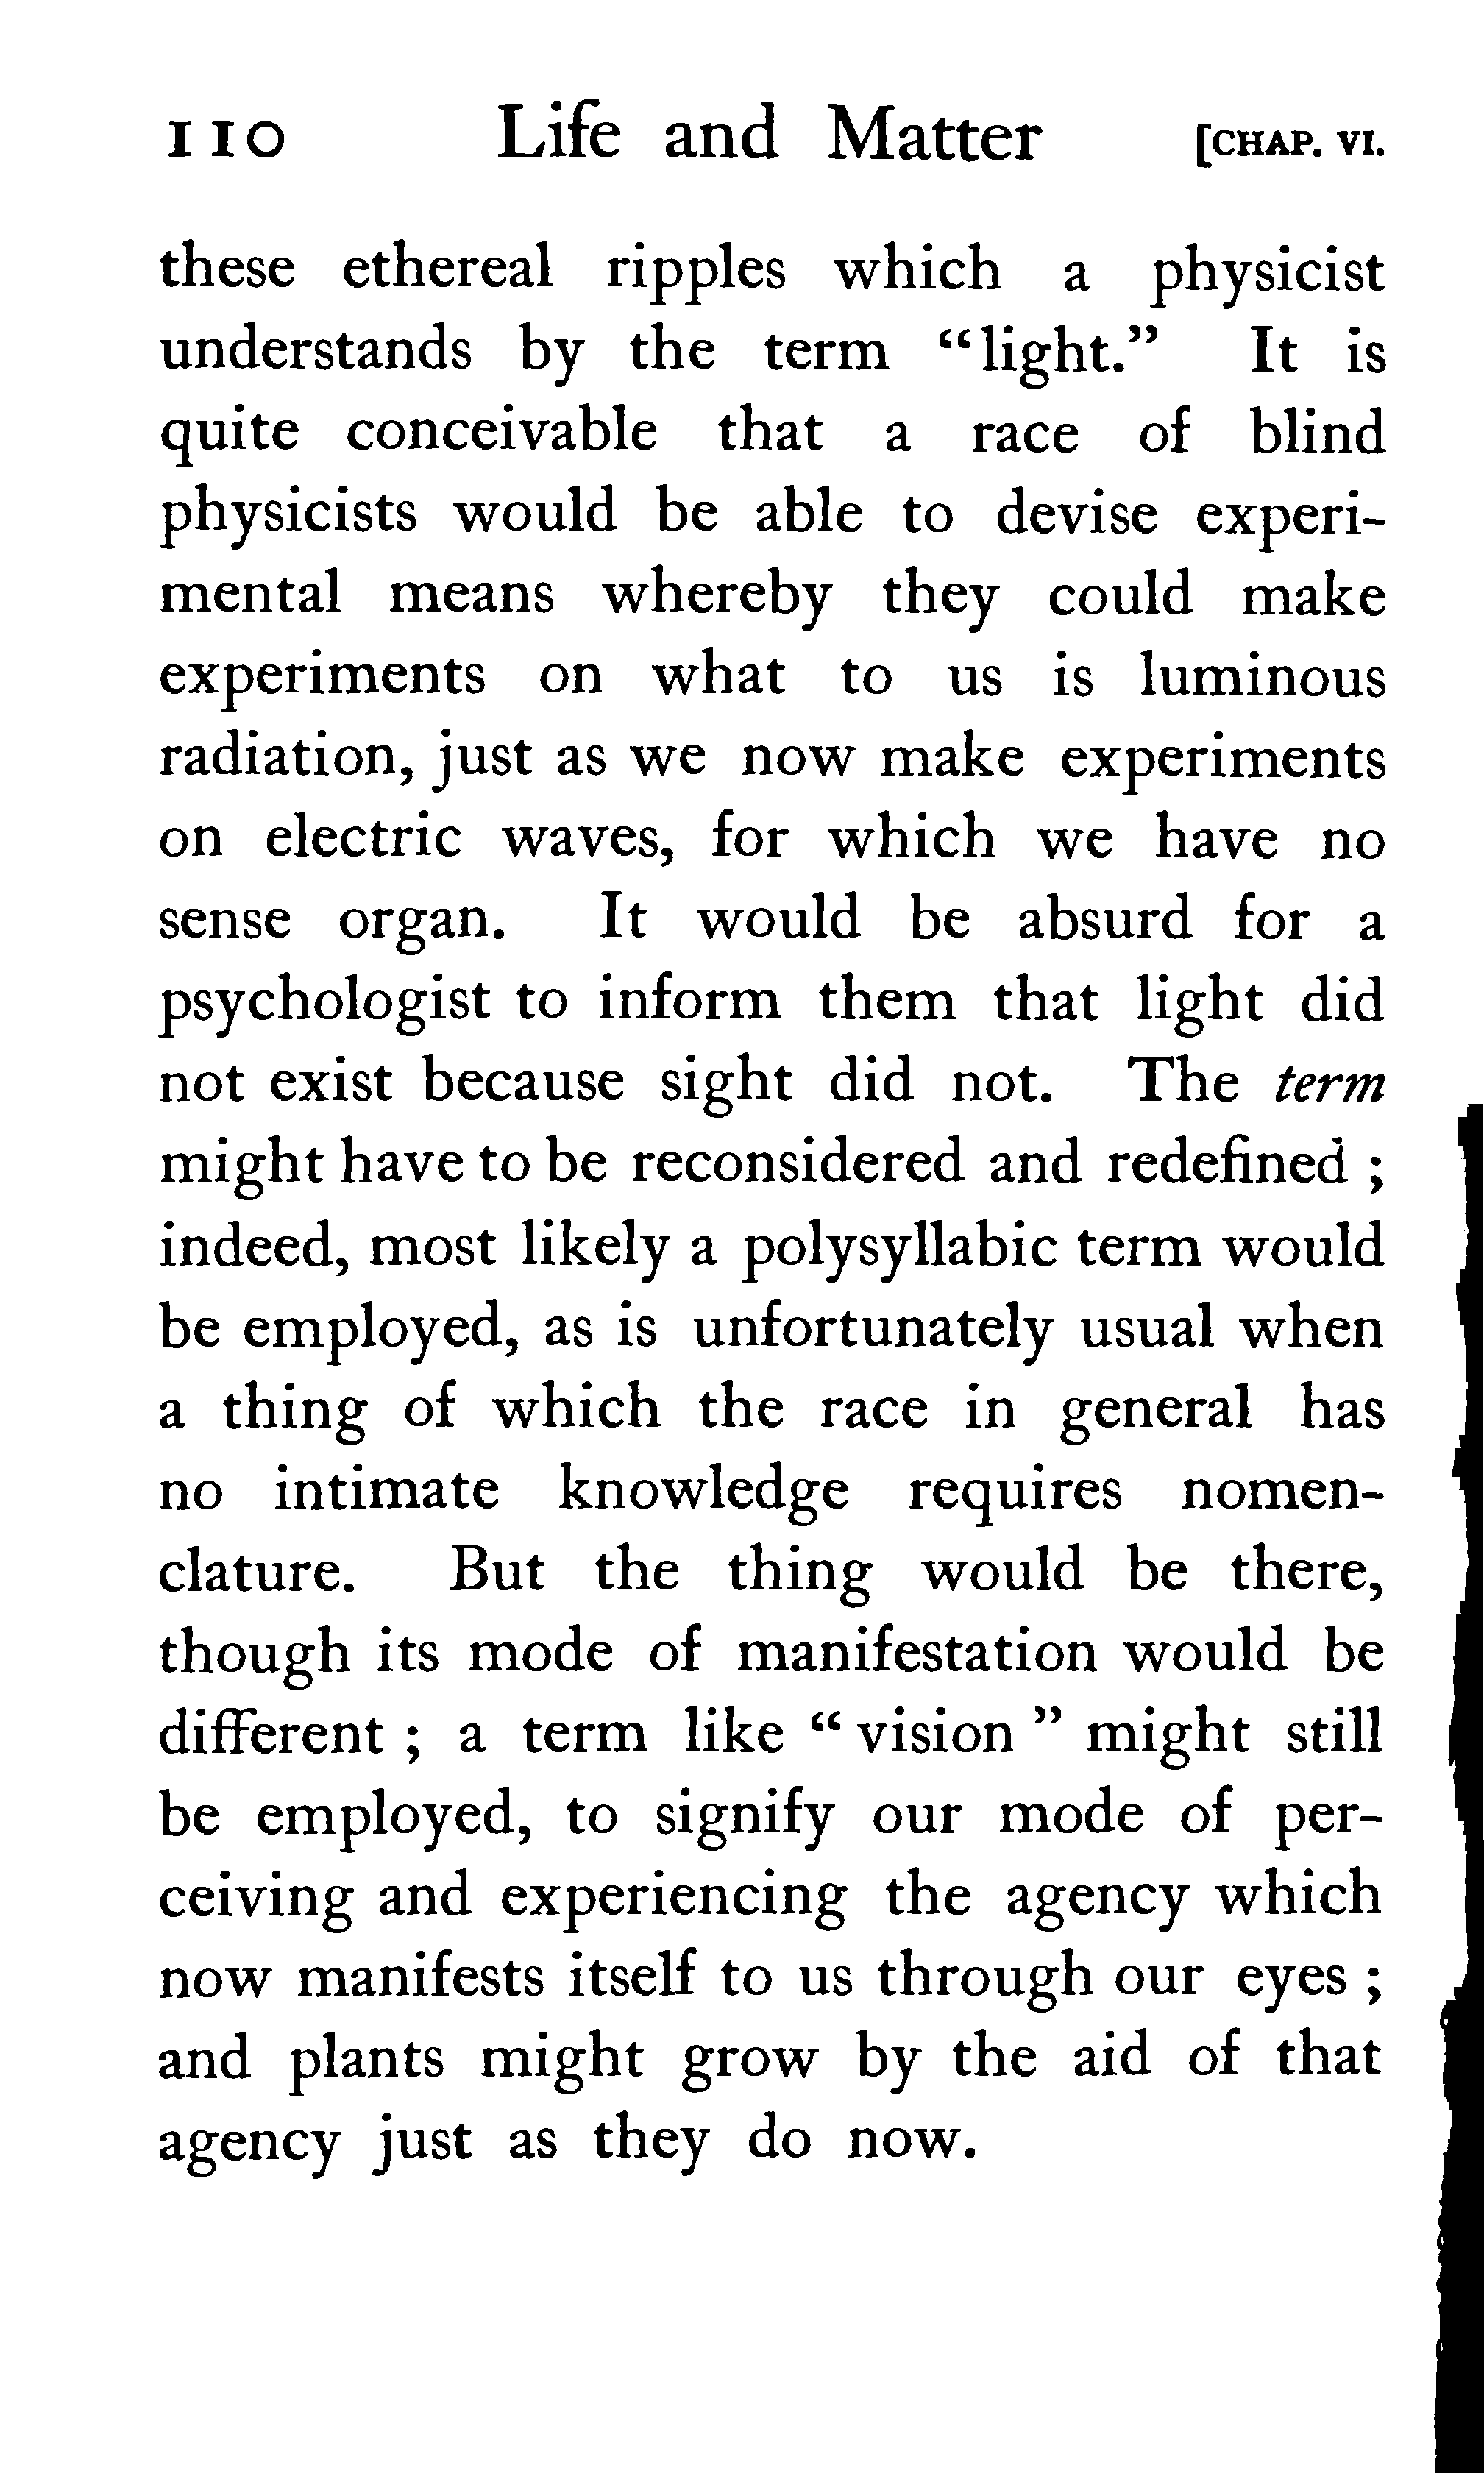 110 Life and Matter [CHAP. VI.
these ethereal ripples which a physicist
understands by the term “light.” It is
quite conceivable that a race of blind
physicists would be able to devise experi-
mental means whereby they could make
experiments on what to us is luminous
radiation, just as we now make experiments
on electric waves, for which we have no
sense organ. It would be absurd for a
psychologist to inform them that light did
not exist because sight did not. The term
might have to be reconsidered and redefined ;
indeed, most likely a polysyllabic term would
be employed, as is unfortunately usual when
a thing of which the race in general has
no intimate knowledge requires nomen-
clature. But the thing would be there,
though its mode of manifestation would be
different ; a term like “ vision ” might still
be employed, to signify our mode of per-
ceiving and experiencing the agency which
now manifests itself to us through our eyes ;
and plants might grow by the aid of that
agency just as they do now.